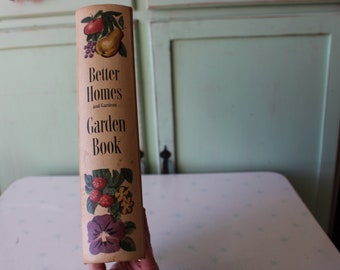 Better
Homes
and Gardens
Garden
Book